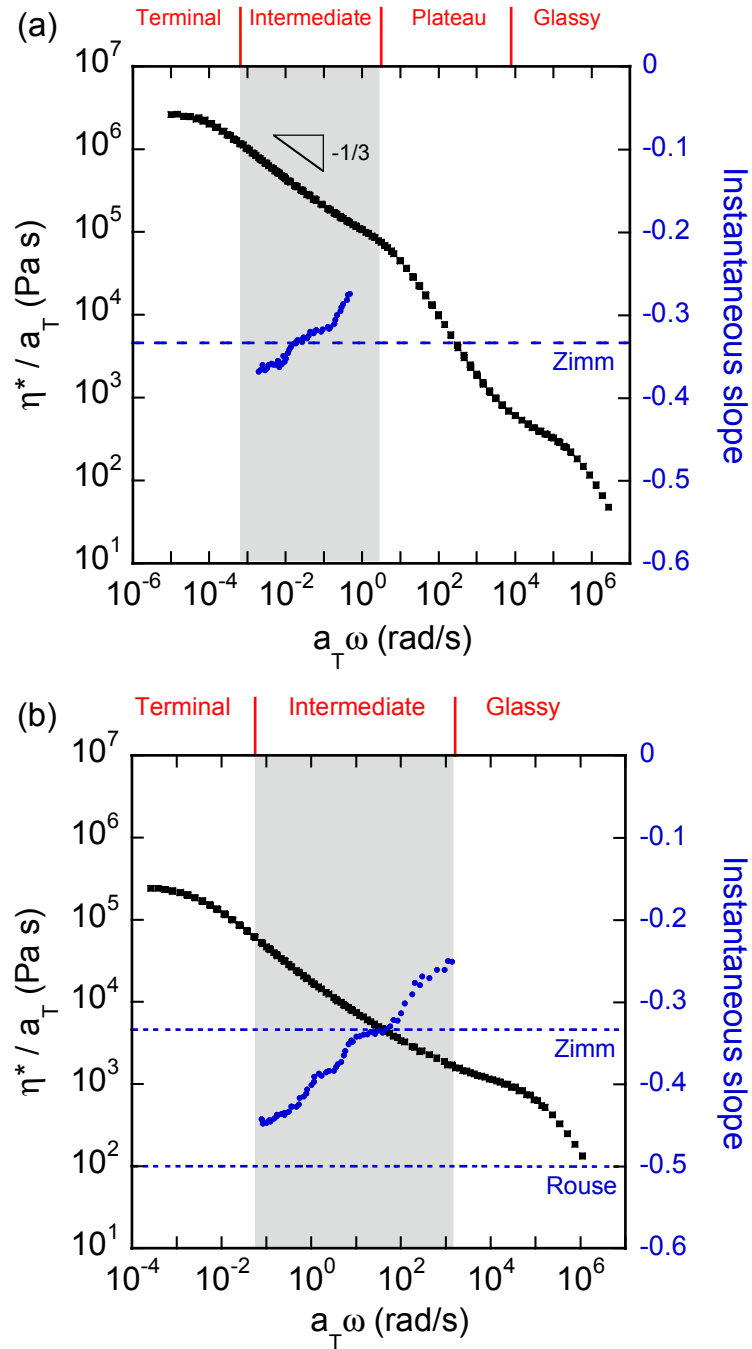 (a)
Terminal Intermediate Plateau Glassy
10^7 0
10^6 -0.1
-1/3
10^5 -0.2
10^4 -0.3
Zimm
10^3 -0.4
10^2 -0.5
10^1 -0.6
η* / a_T (Pa s)
Instantaneous slope
10^-6 10^-4 10^-2 10^0 10^2 10^4 10^6
a_Tω (rad/s)
(b)
Terminal Intermediate Glassy
10^7 0
10^6 -0.1
10^5 -0.2
10^4 -0.3
Zimm
10^3 -0.4
10^2 -0.5
Rouse
10^1 -0.6
η* / a_T (Pa s)
Instantaneous slope
10^-4 10^-2 10^0 10^2 10^4 10^6
a_Tω (rad/s)